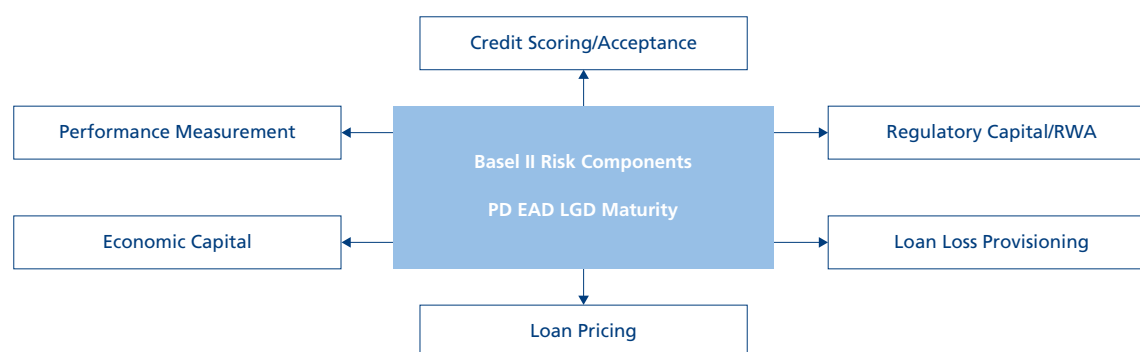 Credit Scoring/Acceptance
Performance Measurement
Regulatory Capital/RWA
Basel II Risk Components
PD EAD LGD Maturity
Economic Capital
Loan Loss Provisioning
Loan Pricing